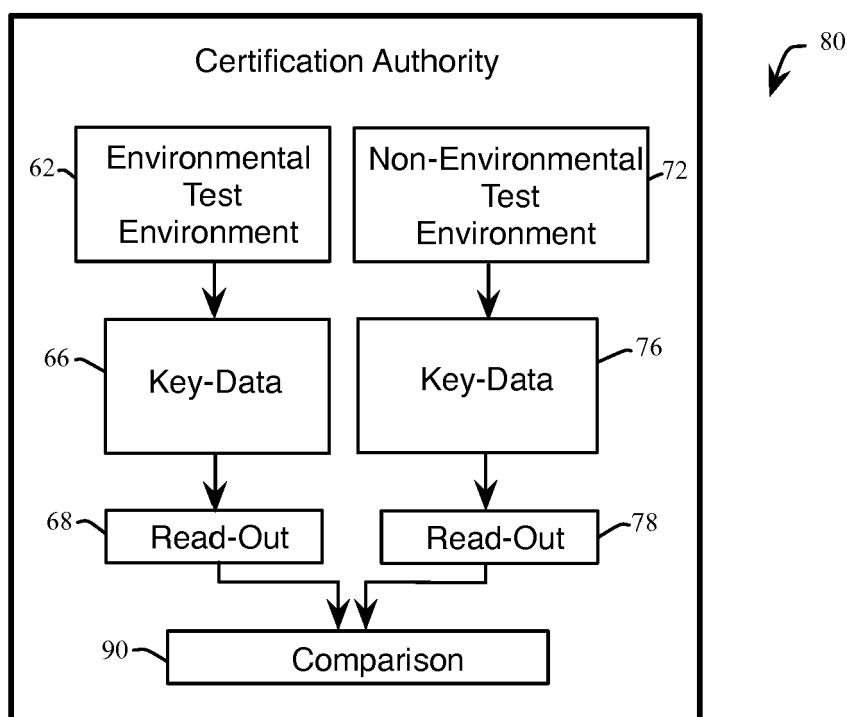 80
Certification Authority
62
Environmental
Test
Environment
Non-Environmental
Test
Environment
72
66
Key-Data
Key-Data
76
68
Read-Out
Read-Out
78
90
Comparison